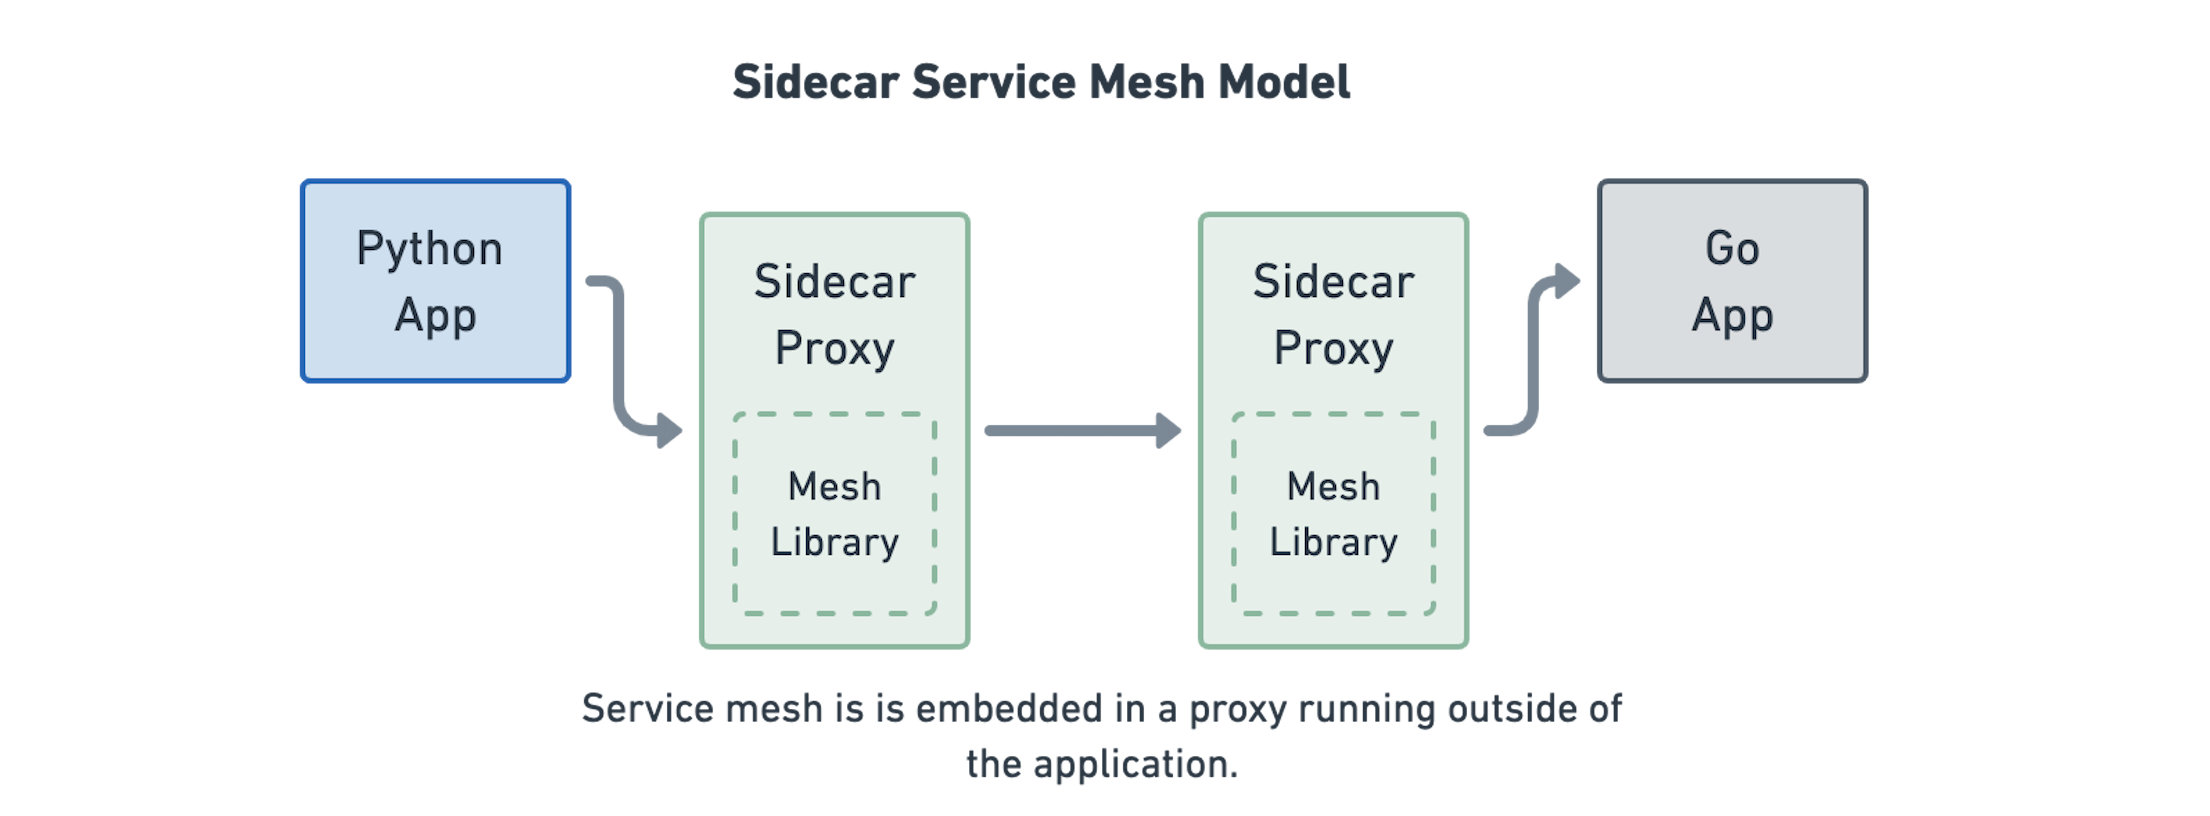 Sidecar Service Mesh Model
Python
App
Sidecar
Proxy
Mesh
Library
Sidecar
Proxy
Mesh
Library
Go
App
Service mesh is is embedded in a proxy running outside of
the application.